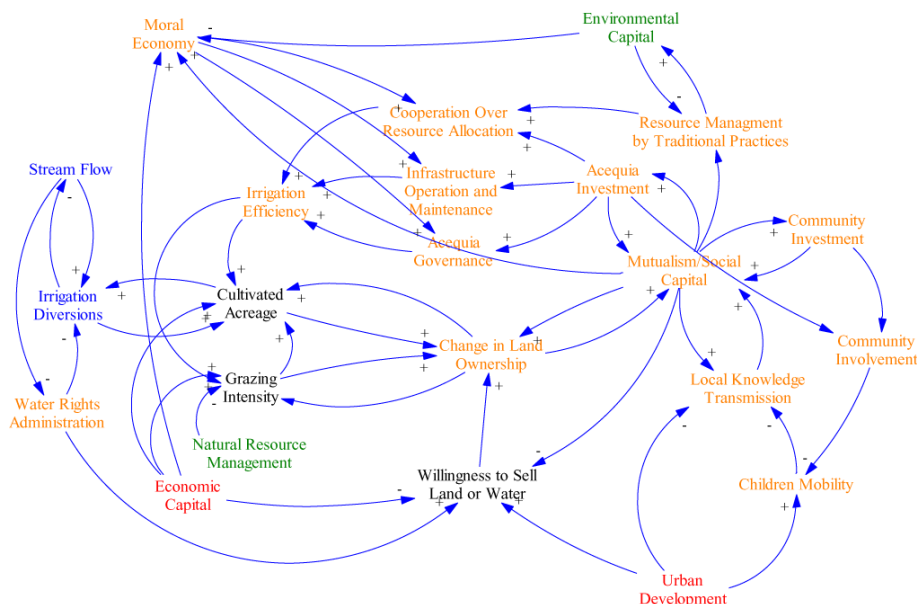 Moral
Economy
Environmental
Capital
Cooperation Over
Resource Allocation
Resource Managment
by Traditional Practices
Stream Flow
Infrastructure
Operation and
Maintenance
Acequia
Investment
Irrigation
Efficiency
Community
Investment
Acequia
Governance
Mutualism/Social
Capital
Irrigation
Diversions
Cultivated
Acreage
Change in Land
Ownership
Community
Involvement
Grazing
Intensity
Local Knowledge
Transmission
Water Rights
Administration
Natural Resource
Management
Willingness to Sell
Land or Water
Economic
Capital
Children Mobility
Urban
Development